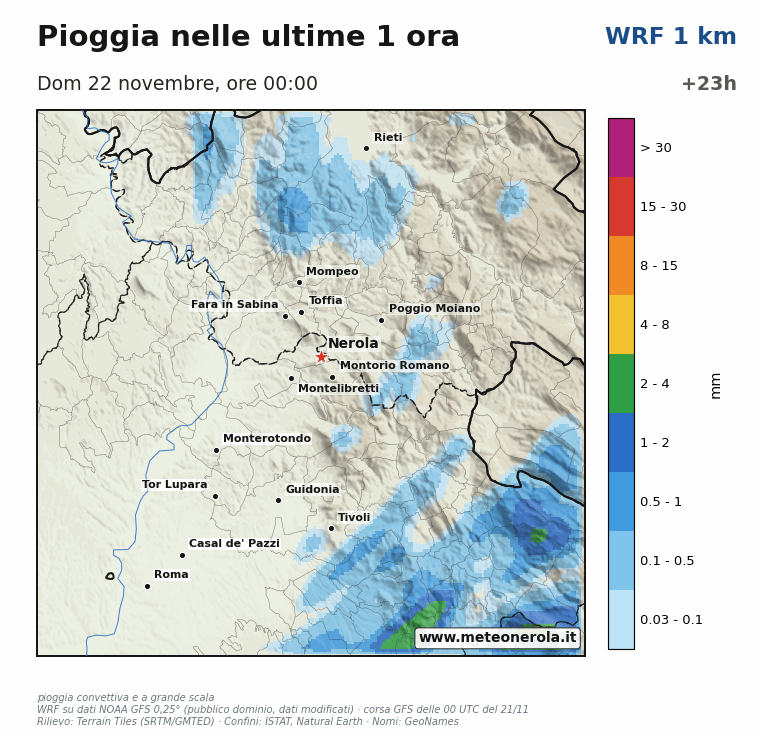 Pioggia nelle ultime 1 ora
WRF 1 km
Dom 22 novembre, ore 00:00
+23h
Rieti
Mompeo
Fara in Sabina
Toffia
Poggio Moiano
Nerola
Montorio Romano
Montelibretti
Monterotondo
Tor Lupara
Guidonia
Tivoli
Casal de' Pazzi
Roma
www.meteonerola.it
> 30
15 - 30
8 - 15
4 - 8
2 - 4
1 - 2
0.5 - 1
0.1 - 0.5
0.03 - 0.1
mm
pioggia convettiva e a grande scala
WRF su dati NOAA GFS 0,25° (pubblico dominio, dati modificati) · corsa GFS delle 00 UTC del 21/11
Rilievo: Terrain Tiles (SRTM/GMTED) · Confini: ISTAT, Natural Earth · Nomi: GeoNames